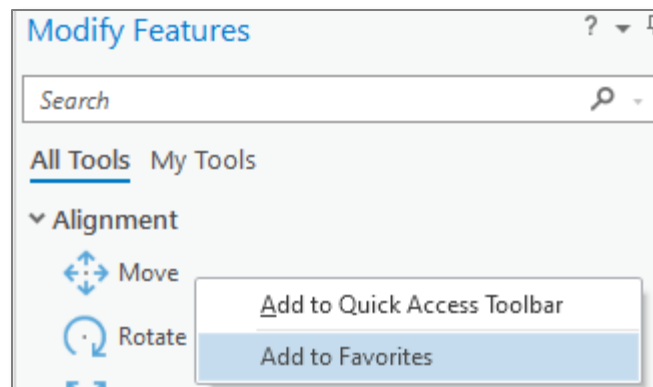 Modify Features ?
Search
All Tools My Tools
Alignment
Move
Add to Quick Access Toolbar
Rotate
Add to Favorites